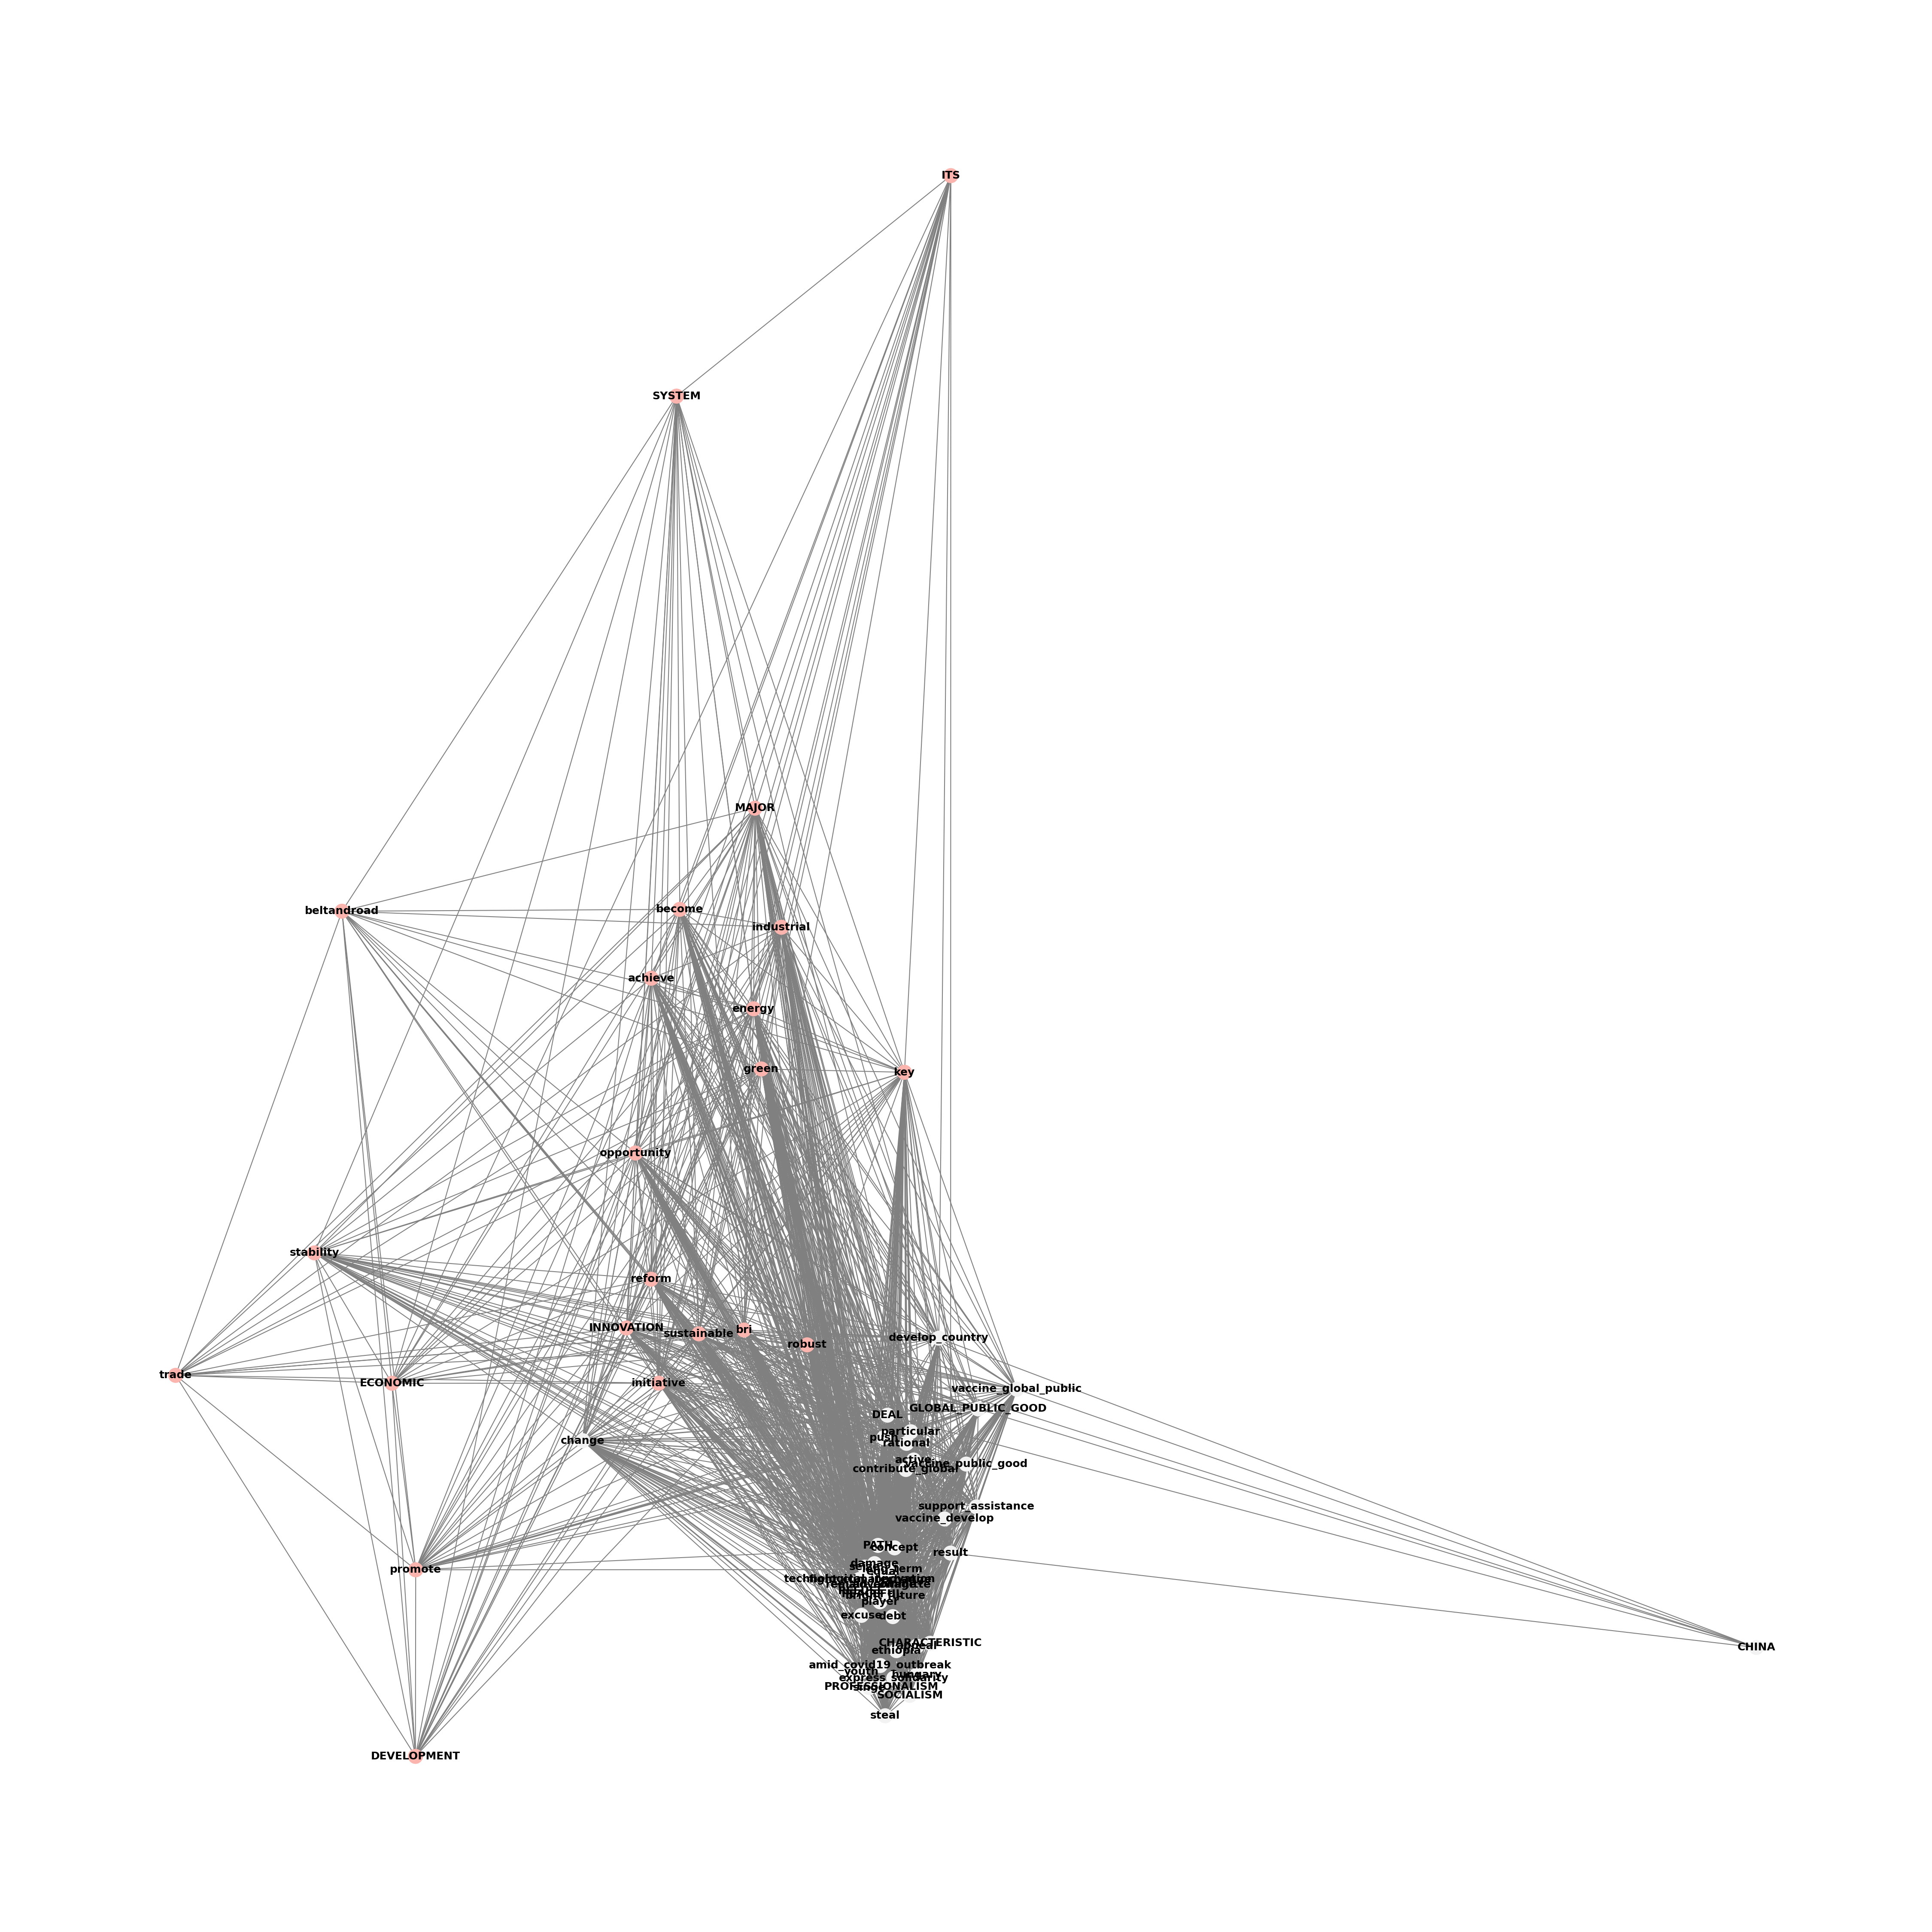 ITS
SYSTEM
MAJOR
beltandroad
become
industrial
achieve
energy
green
key
opportunity
stability
reform
INNOVATION
sustainable
bri
develop_country
robust
trade
ECONOMIC
initiative
vaccine_global_public
GLOBAL_PUBLIC_GOOD
DEAL
particular
push
change
rational
active
vaccine_public_good
contribute_global
support_assistance
vaccine_develop
PATH
concept
result
damage
promote
player
excuse
debt
CHARACTERISTIC
appear
CHINA
ethiopia
amid_covid19_outbreak
youth
hungary
express_solidarity
PROFESSIONALISM
SOCIALISM
steal
DEVELOPMENT